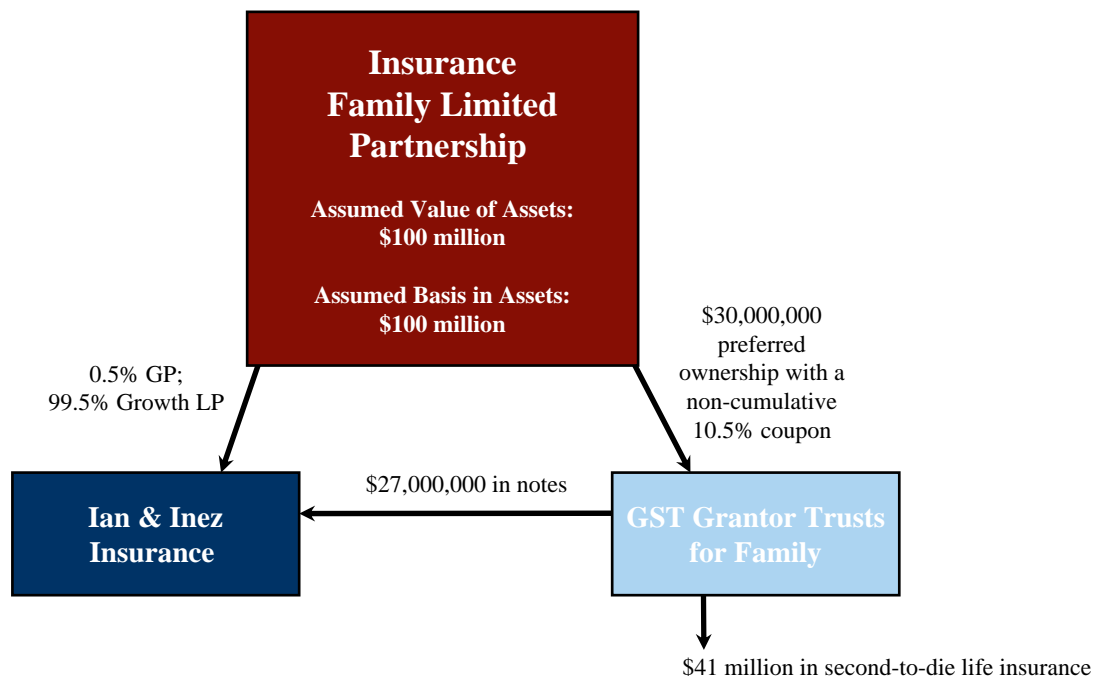 Insurance
Family Limited
Partnership
Assumed Value of Assets:
$100 million
Assumed Basis in Assets:
$100 million
0.5% GP;
99.5% Growth LP
$30,000,000
preferred
ownership with a
non-cumulative
10.5% coupon
$27,000,000 in notes
Ian & Inez
Insurance
GST Grantor Trusts
for Family
$41 million in second-to-die life insurance